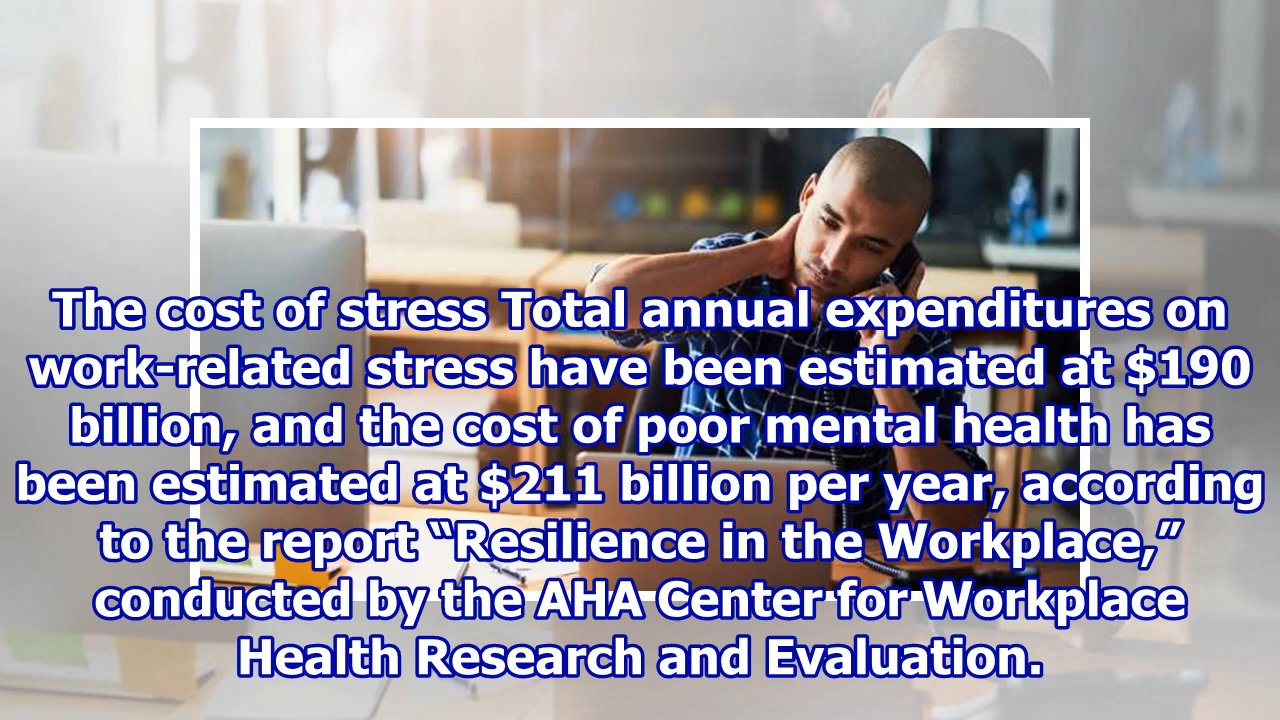 The cost of stress Total annual expenditures on
work-related stress have been estimated at $190
billion, and the cost of poor mental health has
been estimated at $211 billion per year, according
to the report “Resilience in the Workplace,”
conducted by the AHA Center for Workplace
Health Research and Evaluation.